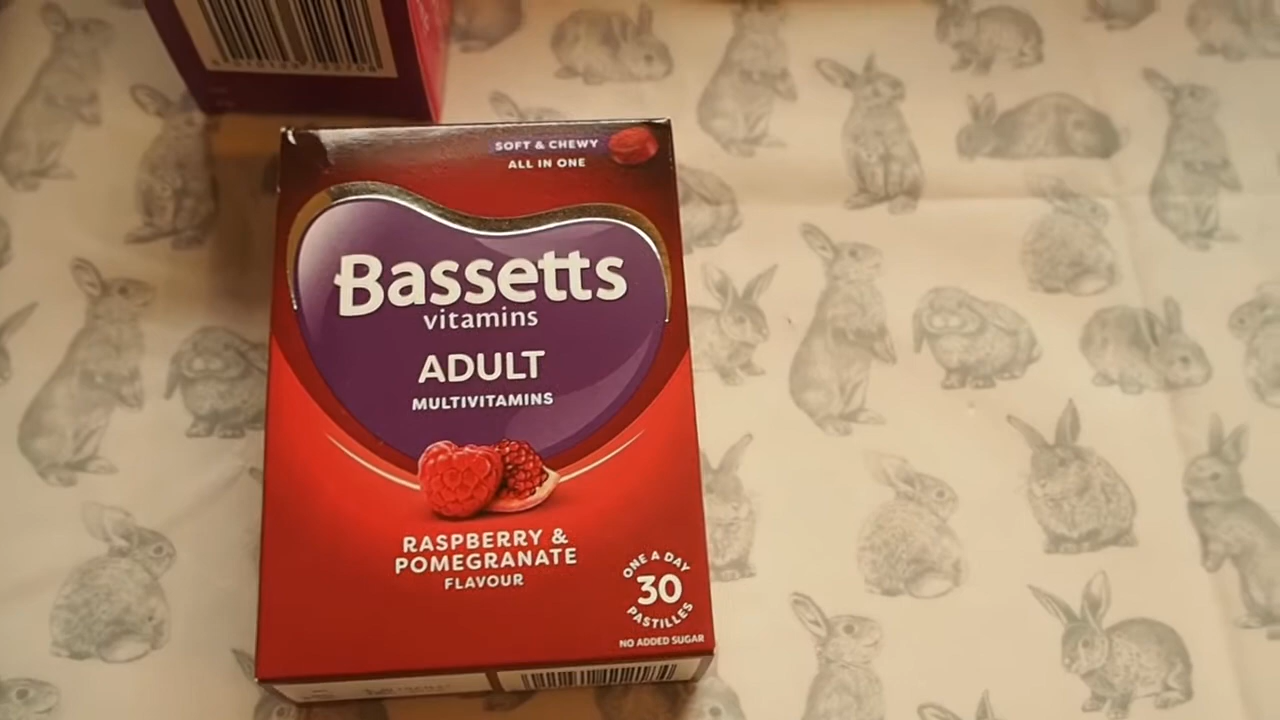 SOFT & CHEWY
ALL IN ONE
Bassetts
vitamins
ADULT
MULTIVITAMINS
RASPBERRY &
POMEGRANATE
FLAVOUR
ONE A DAY
30
PASTILLES
NO ADDED SUGAR